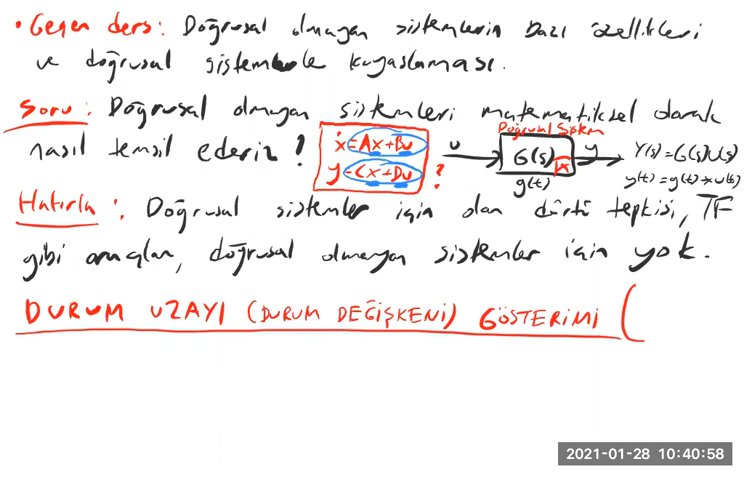 • Geçen ders: Doğrusal olmayan sistemlerin bazı özellikleri
ve doğrusal sistemlerle kıyaslaması.
Soru: Doğrusal olmayan sistemleri matematiksel olarak
nasıl temsil ederiz?
ẋ=Ax+Bu
y=Cx+Du ?
Doğrusal Sistem
u G(s) x y
g(t)
Y(s)=G(s)U(s)
y(t)=g(t)*u(t)
Hatırla: Doğrusal sistemler için olan dürtü tepkisi, TF
gibi araçlar, doğrusal olmayan sistemler için yok.
DURUM UZAYI (DURUM DEĞİŞKENİ) GÖSTERİMİ (
2021-01-28 10:40:58